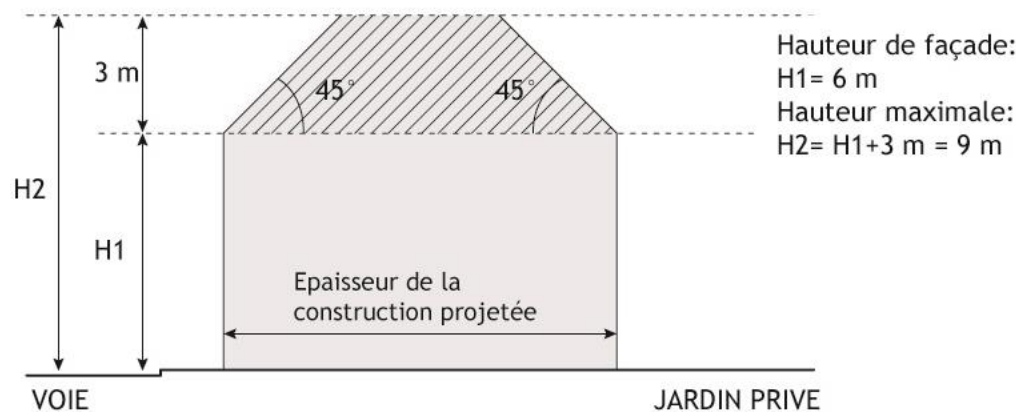 3 m
45°
45°
Hauteur de façade:
H1= 6 m
Hauteur maximale:
H2= H1+3 m = 9 m
H2
H1
Epaisseur de la
construction projetée
VOIE
JARDIN PRIVE